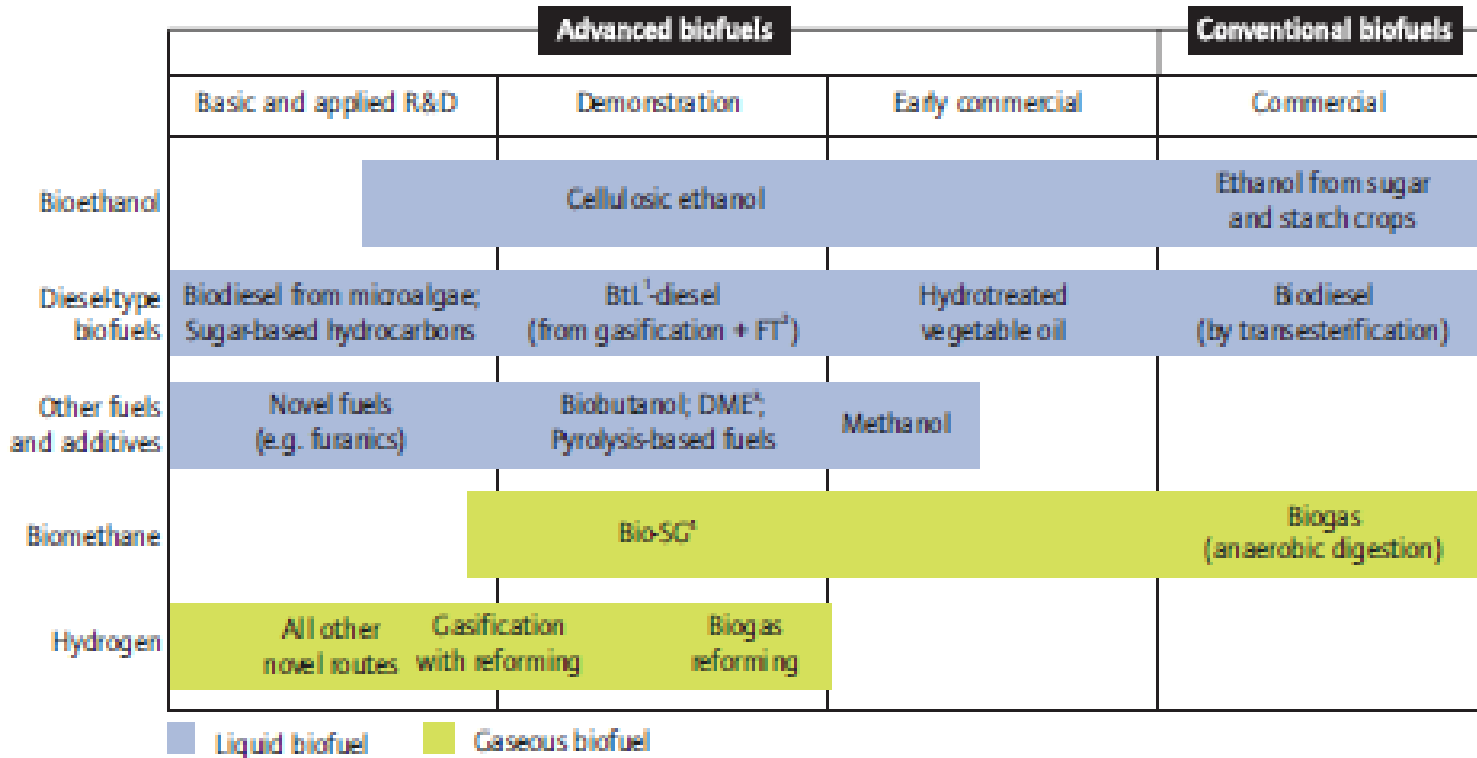 Advanced biofuels
Conventional biofuels
Basic and applied R&D
Demonstration
Early commercial
Commercial
Bioethanol
Cellulosic ethanol
Ethanol from sugar
and starch crops
Diesel-type
biofuels
Biodiesel from microalgae;
Sugar-based hydrocarbons
BtL¹-diesel
(from gasification + FT²)
Hydrotreated
vegetable oil
Biodiesel
(by transesterification)
Other fuels
and additives
Novel fuels
(e.g. furanics)
Biobutanol; DME;
Pyrolysis-based fuels
Methanol
Biomethane
Bio-SG
Biogas
(anaerobic digestion)
Hydrogen
All other
novel routes
Gasification
with reforming
Biogas
reforming
Liquid biofuel
Gaseous biofuel